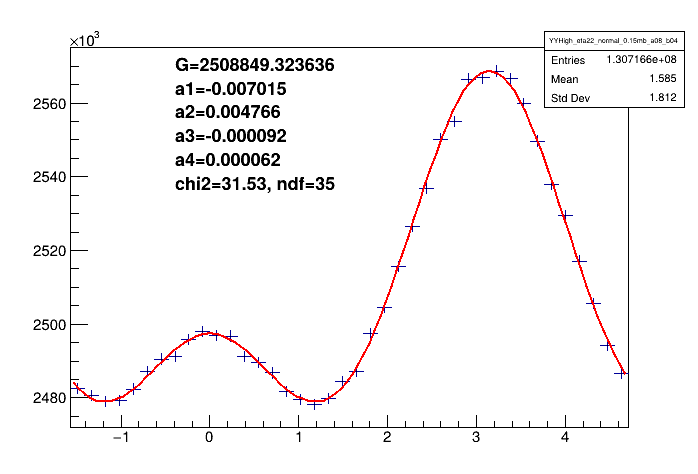 ×10³
YYHigh_eta22_normal_0.15mb_a08_b04
Entries 1.307166e+08
Mean 1.585
Std Dev 1.812
G=2508849.323636
a1=-0.007015
a2=0.004766
a3=-0.000092
a4=0.000062
chi2=31.53, ndf=35
2560
2540
2520
2500
2480
−1 0 1 2 3 4